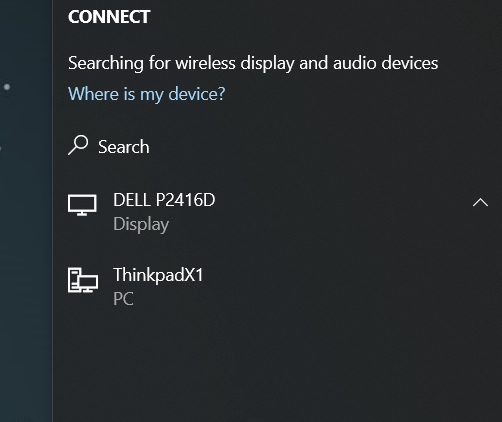 CONNECT
Searching for wireless display and audio devices
Where is my device?
Search
DELL P2416D
Display
ThinkpadX1
PC